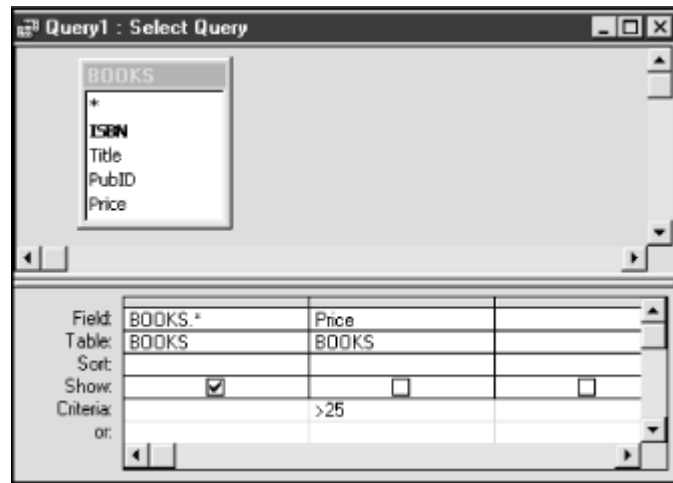 Query1 : Select Query
BOOKS
*
ISBN
Title
PubID
Price
Field: BOOKS.* Price
Table: BOOKS BOOKS
Sort:
Show:
Criteria: >25
or: